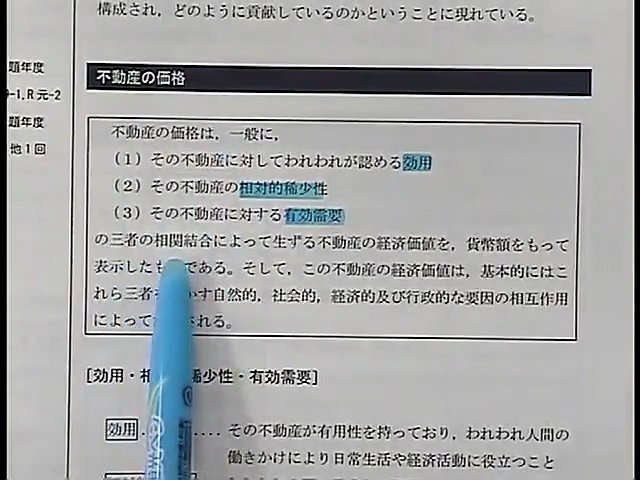 構成され，どのように貢献しているのかということに現れている。
題年度
-1,R元-2
題年度
他1回
不動産の価格
不動産の価格は，一般に，
（1）その不動産に対してわれわれが認める効用
（2）その不動産の相対的稀少性
（3）その不動産に対する有効需要
の三者の相関結合によって生ずる不動産の経済価値を，貨幣額をもって
表示した である。そして，この不動産の経済価値は，基本的にはこ
れら三者 かす自然的，社会的，経済的及び行政的な要因の相互作用
によって される。
［効用・ 稀少性・有効需要］
効用 .... その不動産が有用性を持っており，われわれ人間の
働きかけにより日常生活や経済活動に役立つこと